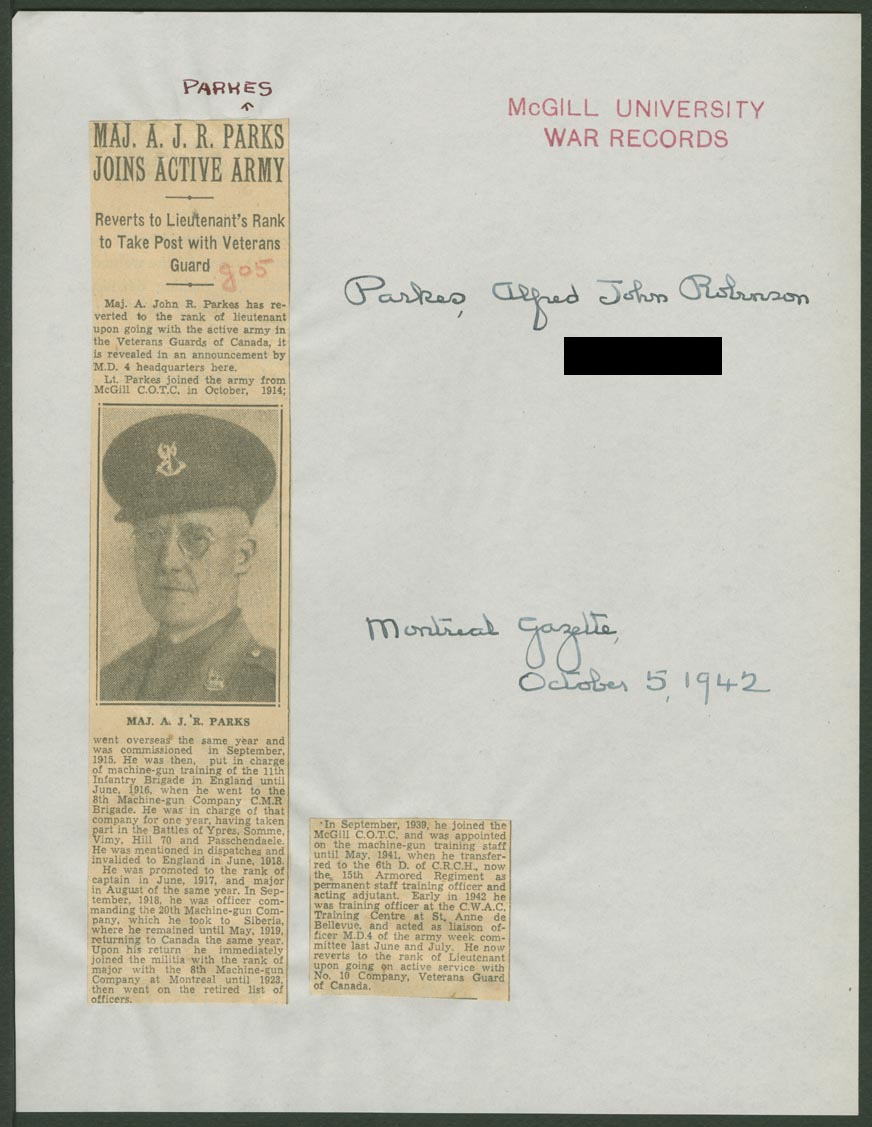 PARKES
^
MAJ. A. J. R. PARKS
JOINS ACTIVE ARMY
Reverts to Lieutenant's Rank
to Take Post with Veterans
Guard
go5
Maj. A. John R. Parkes has re-
verted to the rank of lieutenant
upon going with the active army in
the Veterans Guards of Canada, it
is revealed in an announcement by
M.D. 4 headquarters here.
Lt. Parkes joined the army from
McGill C.O.T.C. in October, 1914;
MAJ. A. J. R. PARKS
went overseas the same year and
was commissioned in September,
1915. He was then, put in charge
of machine-gun training of the 11th
Infantry Brigade in England until
June, 1916, when he went to the
8th Machine-gun Company C.M.R
Brigade. He was in charge of that
company for one year, having taken
part in the Battles of Ypres, Somme,
Vimy, Hill 70 and Passchendaele.
He was mentioned in dispatches and
invalided to England in June, 1918.
He was promoted to the rank of
captain in June, 1917, and major
in August of the same year. In Sep-
tember, 1918, he was officer com-
manding the 20th Machine-gun Com-
pany, which he took to Siberia,
where he remained until May, 1919,
returning to Canada the same year.
Upon his return he immediately
joined the militia with the rank of
major with the 8th Machine-gun
Company at Montreal until 1923,
then went on the retired list of
officers.
In September, 1939, he joined the
McGill C.O.T.C. and was appointed
on the machine-gun training staff
until May, 1941, when he transfer-
red to the 6th D. of C.R.C.H., now
the 15th Armored Regiment as
permanent staff training officer and
acting adjutant. Early in 1942 he
was training officer at the C.W.A.C.
Training Centre at St. Anne de
Bellevue, and acted as liaison of-
ficer M.D.4 of the army week com-
mittee last June and July. He now
reverts to the rank of Lieutenant
upon going on active service with
No. 10 Company, Veterans Guard
of Canada.
McGILL UNIVERSITY
WAR RECORDS
Parkes, Alfred John Robinson
Montreal Gazette,
October 5, 1942